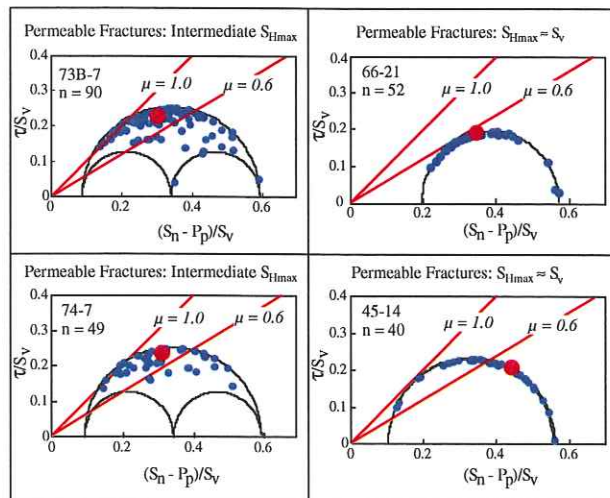 Permeable Fractures: Intermediate SHmax
73B-7
n = 90
μ = 1.0
μ = 0.6
τ/Sv
0.4
0.3
0.2
0.1
0
0.2
0.4
0.6
(Sn - Pp)/Sv
Permeable Fractures: SHmax ≈ Sv
66-21
n = 52
μ = 1.0
μ = 0.6
τ/Sv
0.4
0.3
0.2
0.1
0
0
0.2
0.4
0.6
(Sn - Pp)/Sv
Permeable Fractures: Intermediate SHmax
74-7
n = 49
μ = 1.0
μ = 0.6
τ/Sv
0.4
0.3
0.2
0.1
0
0
0.2
0.4
0.6
(Sn - Pp)/Sv
Permeable Fractures: SHmax ≈ Sv
45-14
n = 40
μ = 1.0
μ = 0.6
τ/Sv
0.4
0.3
0.2
0.1
0
0
0.2
0.4
0.6
(Sn - Pp)/Sv